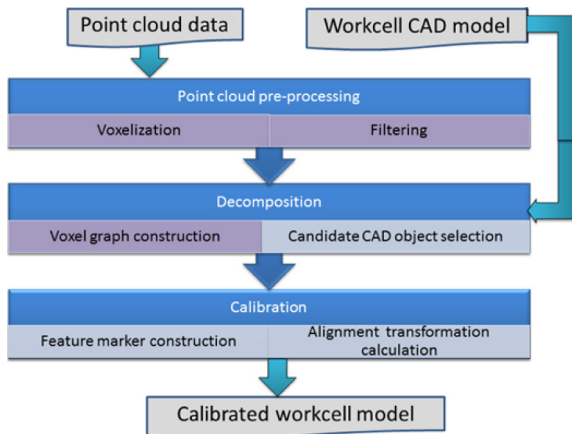 Point cloud data
Workcell CAD model
Point cloud pre-processing
Voxelization
Filtering
Decomposition
Voxel graph construction
Candidate CAD object selection
Calibration
Feature marker construction
Alignment transformation
calculation
Calibrated workcell model